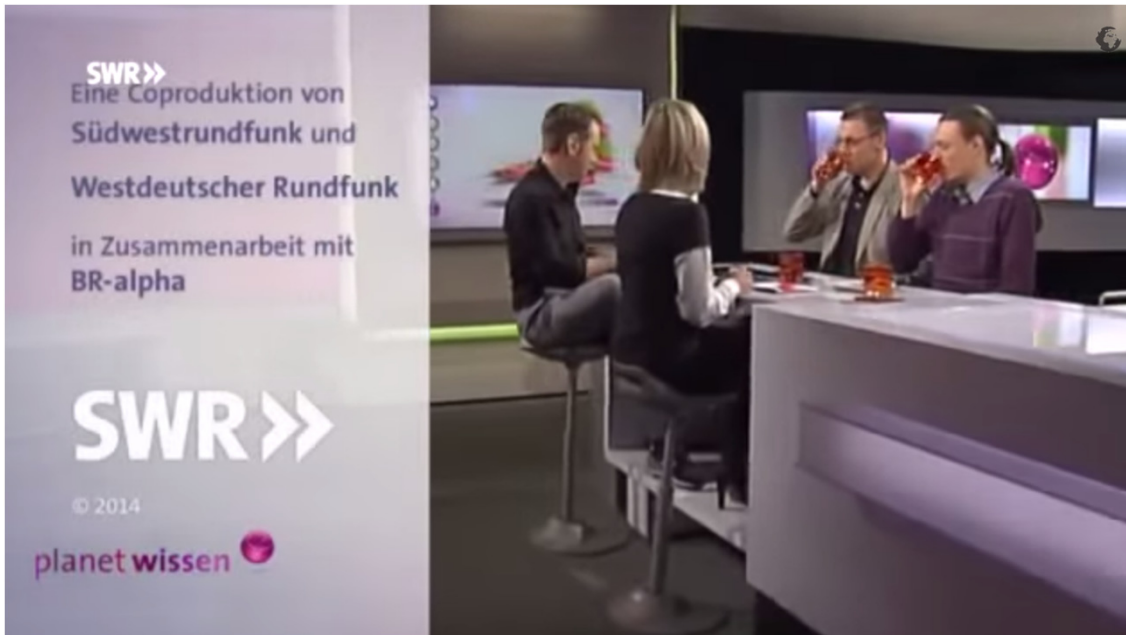 SWR
Eine Coproduktion von
Südwestrundfunk und
Westdeutscher Rundfunk
in Zusammenarbeit mit
BR-alpha
SWR
© 2014
planet wissen